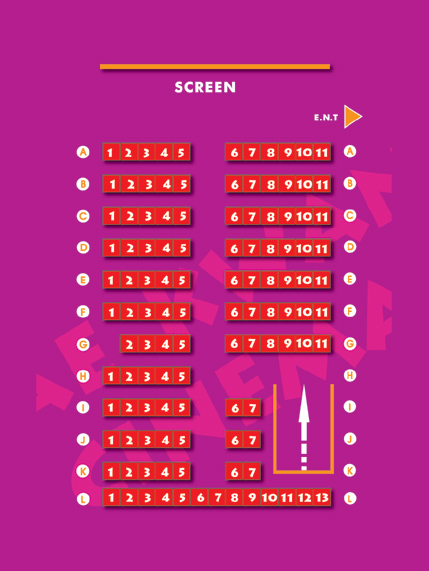 SCREEN
E.N.T
A 1 2 3 4 5 6 7 8 9 10 11 A
B 1 2 3 4 5 6 7 8 9 10 11 B
C 1 2 3 4 5 6 7 8 9 10 11 C
D 1 2 3 4 5 6 7 8 9 10 11 D
E 1 2 3 4 5 6 7 8 9 10 11 E
F 1 2 3 4 5 6 7 8 9 10 11 F
G 2 3 4 5 6 7 8 9 10 11 G
H 1 2 3 4 5 H
I 1 2 3 4 5 6 7 I
J 1 2 3 4 5 6 7 J
K 1 2 3 4 5 6 7 K
L 1 2 3 4 5 6 7 8 9 10 11 12 13 L
CINEMA